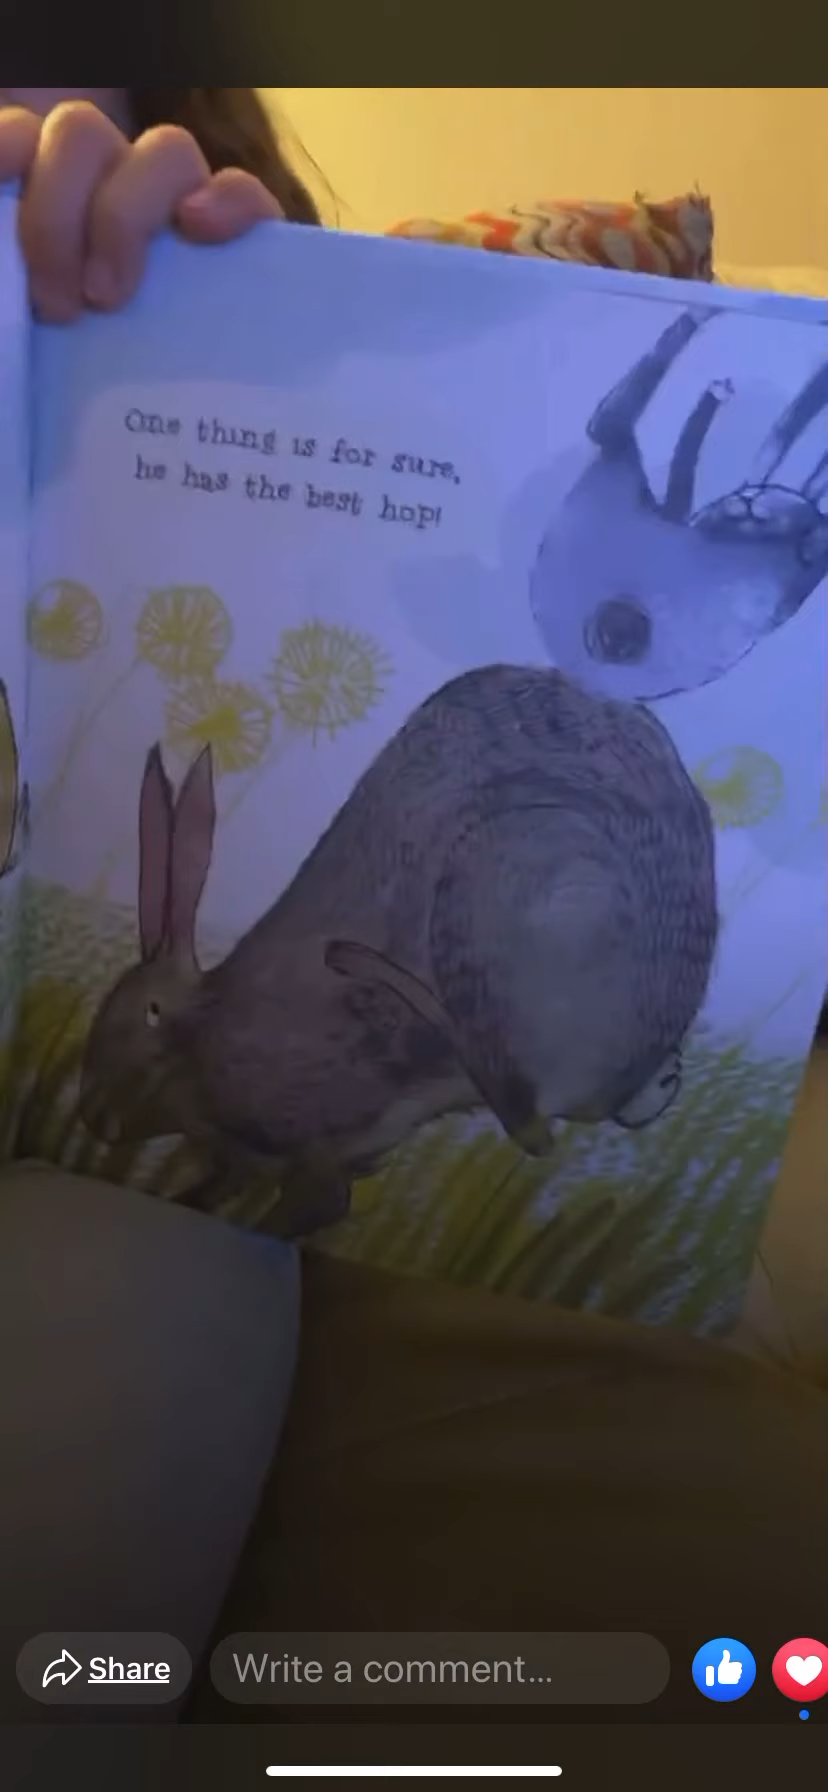 One thing is for sure,
he has the best hop!
Share
Write a comment...